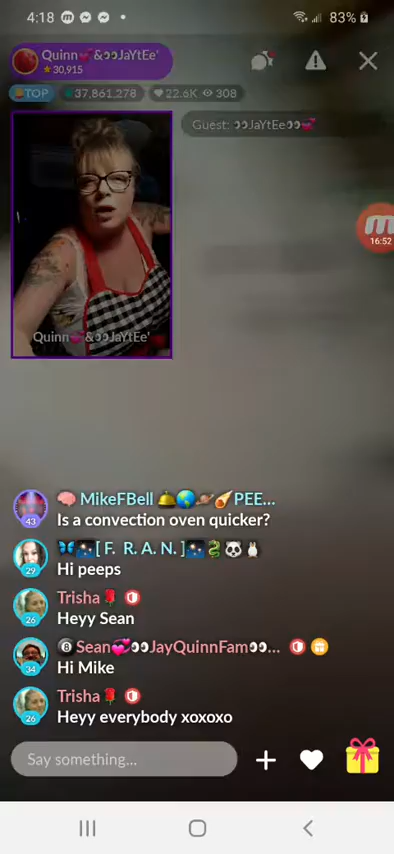 4:18
83%
Quinn💞&👀JaYtEe'
⭐30,915
TOP 37,861,278 22.6K 308
Guest: 👀JaYtEe👀💞
16:52
Quinn💞&👀JaYtEe'
🧠 MikeFBell 🛎️🌎🪐☄️PEE...
43
Is a convection oven quicker?
🦋🌃[ F. R. A. N. ]🌃🐉🐼🐇
29
Hi peeps
Trisha🌹
26
Heyy Sean
🎱Sean💞👀JayQuinnFam👀...
34
Hi Mike
Trisha🌹
26
Heyy everybody xoxoxo
Say something...